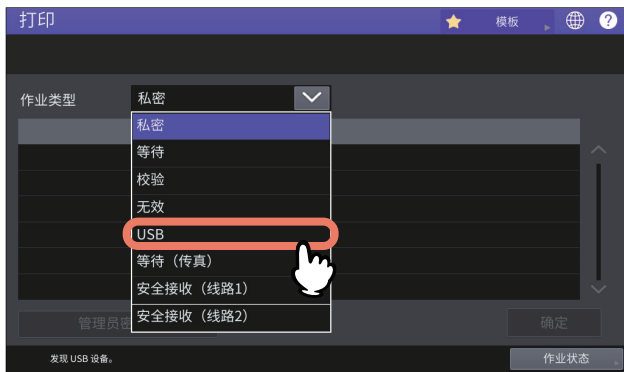 打印
模板
?
作业类型
私密
私密
等待
校验
无效
USB
等待（传真）
安全接收（线路1）
安全接收（线路2）
管理员密
确定
发现 USB 设备。
作业状态